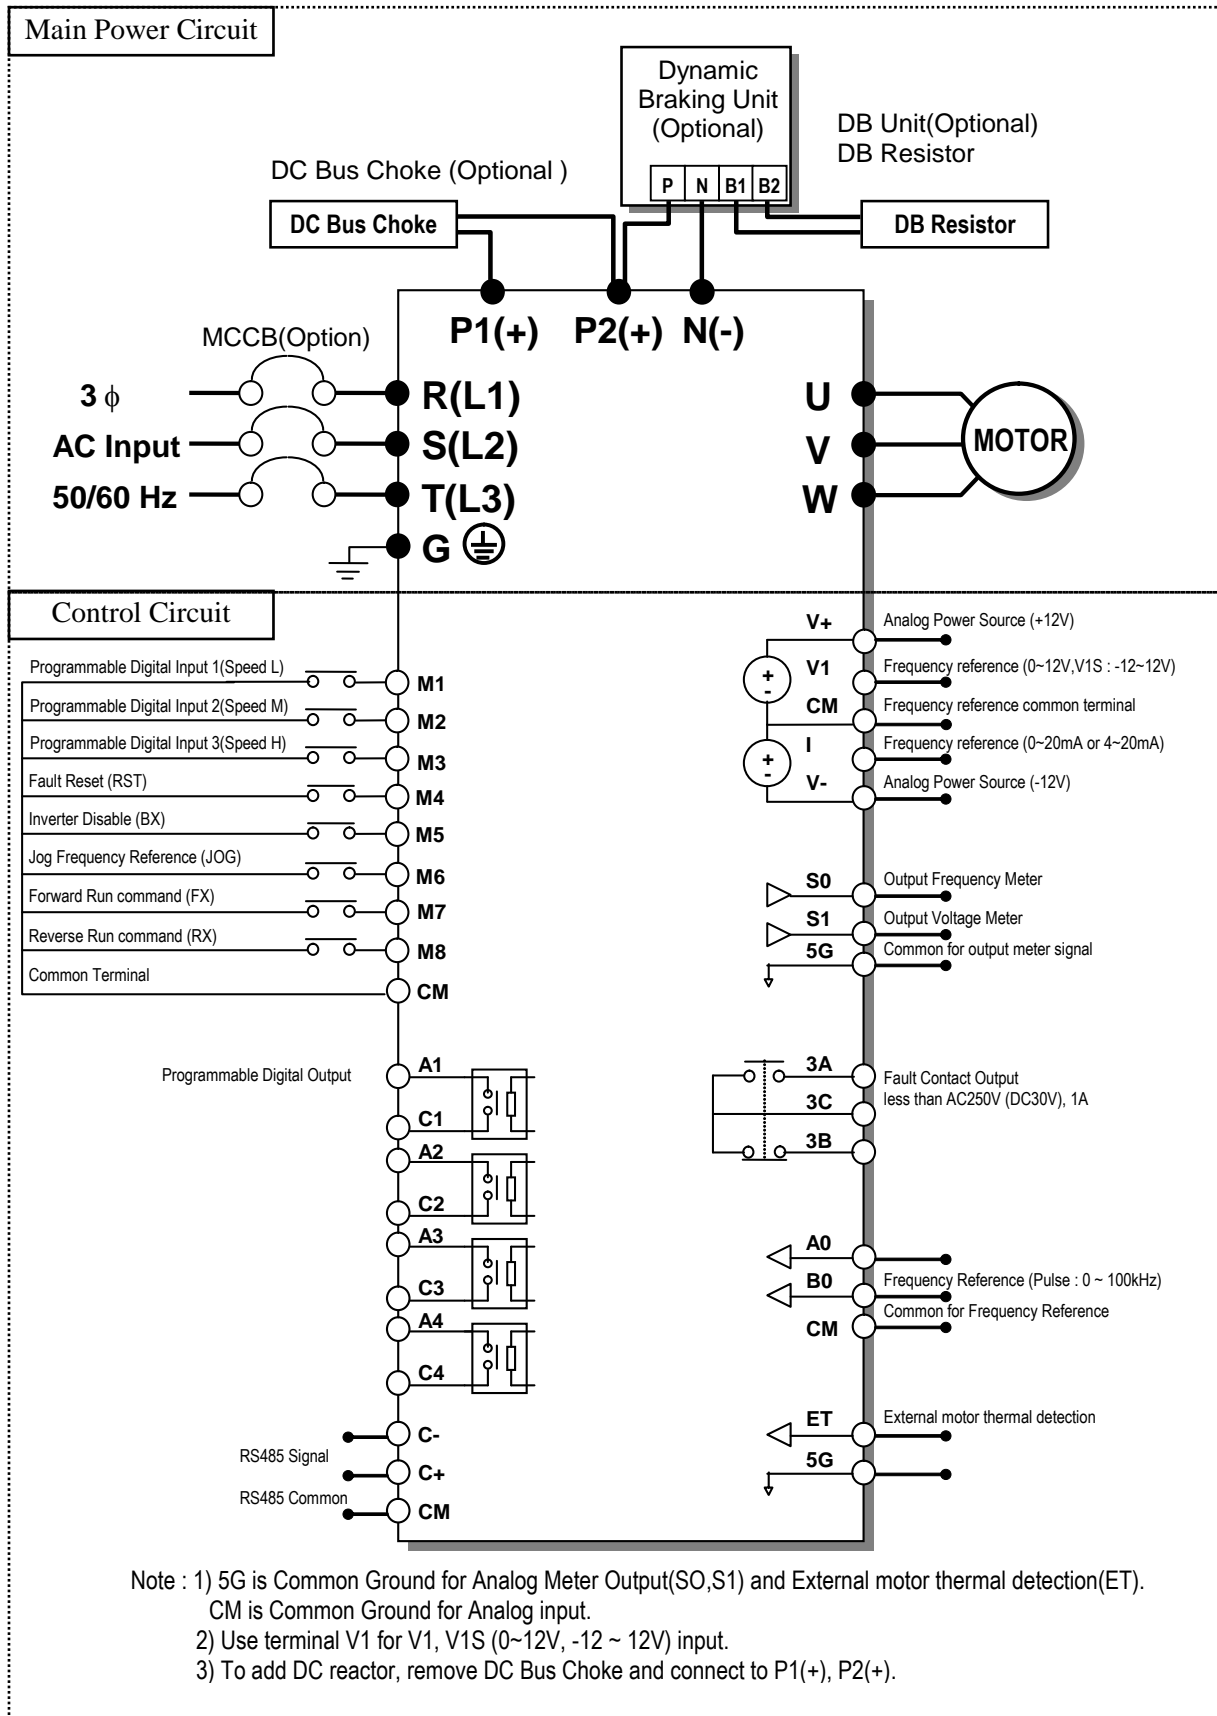 Main Power Circuit
Dynamic
Braking Unit
(Optional)
P N B1 B2
DB Unit(Optional)
DB Resistor
DC Bus Choke (Optional )
DC Bus Choke
DB Resistor
P1(+) P2(+) N(-)
MCCB(Option)
3 ϕ
AC Input
50/60 Hz
R(L1)
S(L2)
T(L3)
G
U
V
W
MOTOR
Control Circuit
Programmable Digital Input 1(Speed L)
M1
Programmable Digital Input 2(Speed M)
M2
Programmable Digital Input 3(Speed H)
M3
Fault Reset (RST)
M4
Inverter Disable (BX)
M5
Jog Frequency Reference (JOG)
M6
Forward Run command (FX)
M7
Reverse Run command (RX)
M8
Common Terminal
CM
V+ Analog Power Source (+12V)
+
-
V1 Frequency reference (0~12V,V1S : -12~12V)
CM Frequency reference common terminal
+
-
I Frequency reference (0~20mA or 4~20mA)
V- Analog Power Source (-12V)
S0 Output Frequency Meter
S1 Output Voltage Meter
5G Common for output meter signal
Programmable Digital Output
A1
C1
A2
C2
A3
C3
A4
C4
3A
3C
3B
Fault Contact Output
less than AC250V (DC30V), 1A
A0
B0 Frequency Reference (Pulse : 0 ~ 100kHz)
CM Common for Frequency Reference
ET External motor thermal detection
5G
C-
RS485 Signal
C+
RS485 Common
CM
Note : 1) 5G is Common Ground for Analog Meter Output(SO,S1) and External motor thermal detection(ET).
CM is Common Ground for Analog input.
2) Use terminal V1 for V1, V1S (0~12V, -12 ~ 12V) input.
3) To add DC reactor, remove DC Bus Choke and connect to P1(+), P2(+).